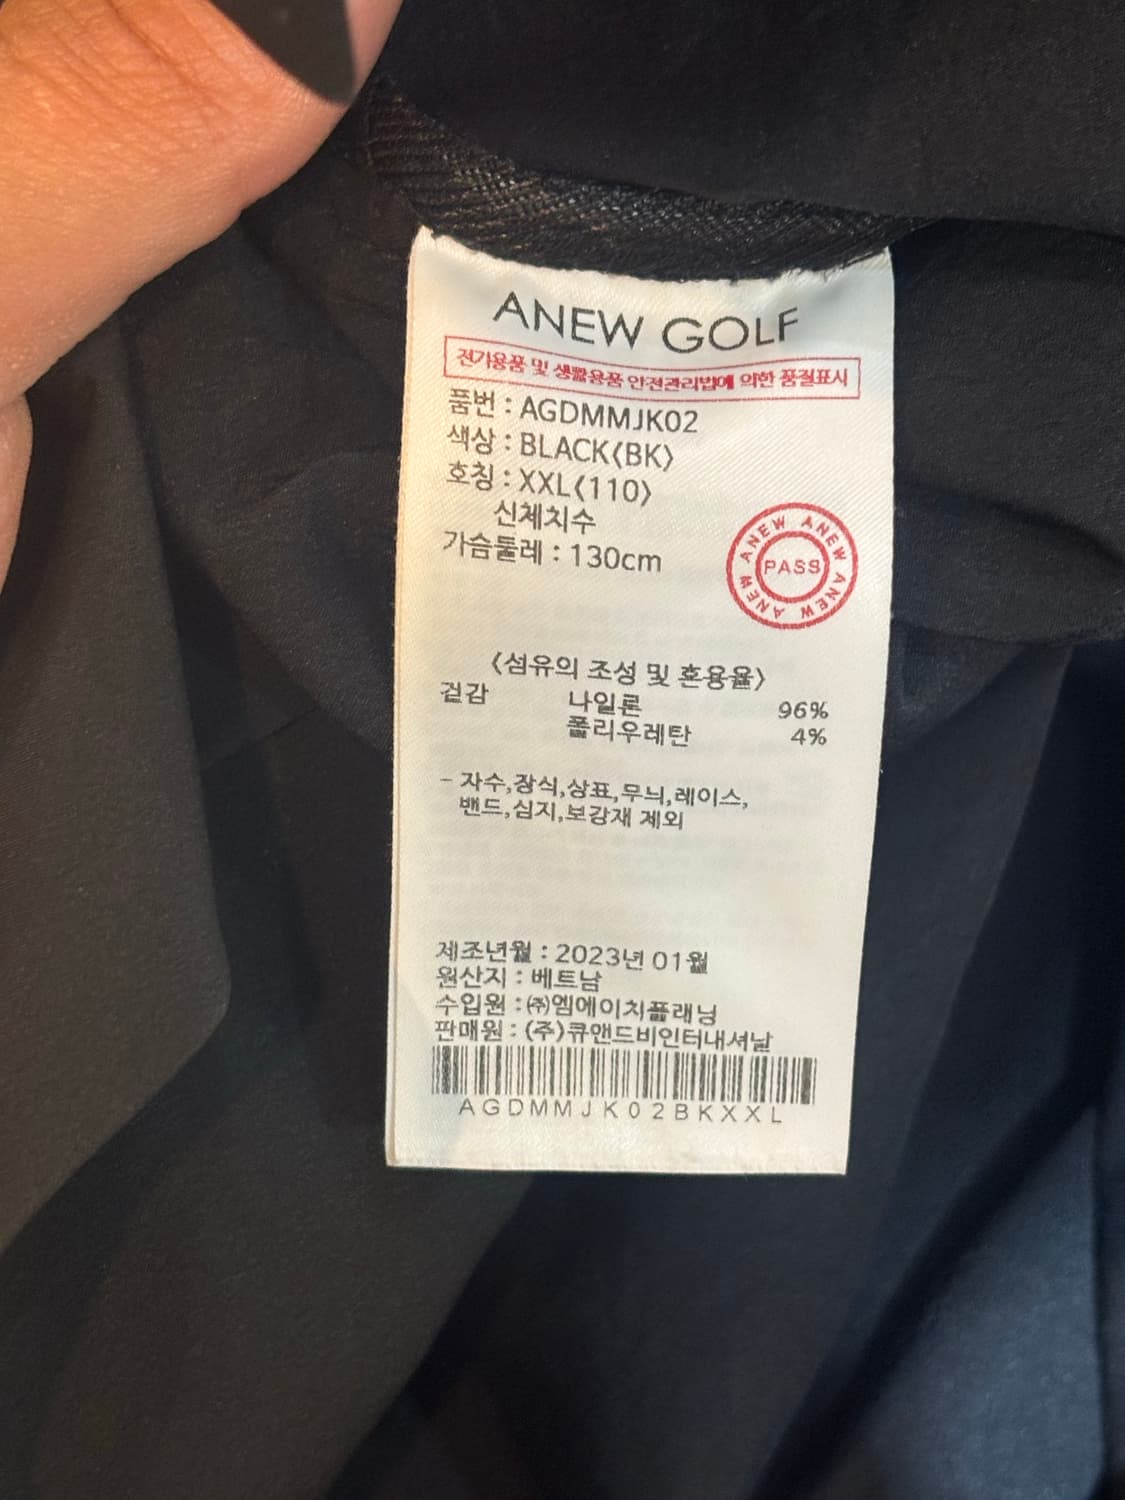 ANEW GOLF
전기용품 및 생활용품 안전관리법에 의한 품질표시
품번 : AGDMMJK02
색상 : BLACK(BK)
호칭 : XXL(110)
신체치수
가슴둘레 : 130cm
ANEW ANEW ANEW ANEW ANEW
PASS
<섬유의 조성 및 혼용율>
겉감 나일론 96%
폴리우레탄 4%
- 자수,장식,상표,무늬,레이스,
밴드,심지,보강재 제외
제조년월 : 2023년 01월
원산지 : 베트남
수입원 : ㈜엠에이치플래닝
판매원 : (주)큐앤드비인터내셔날
AGDMMJK02BKXXL